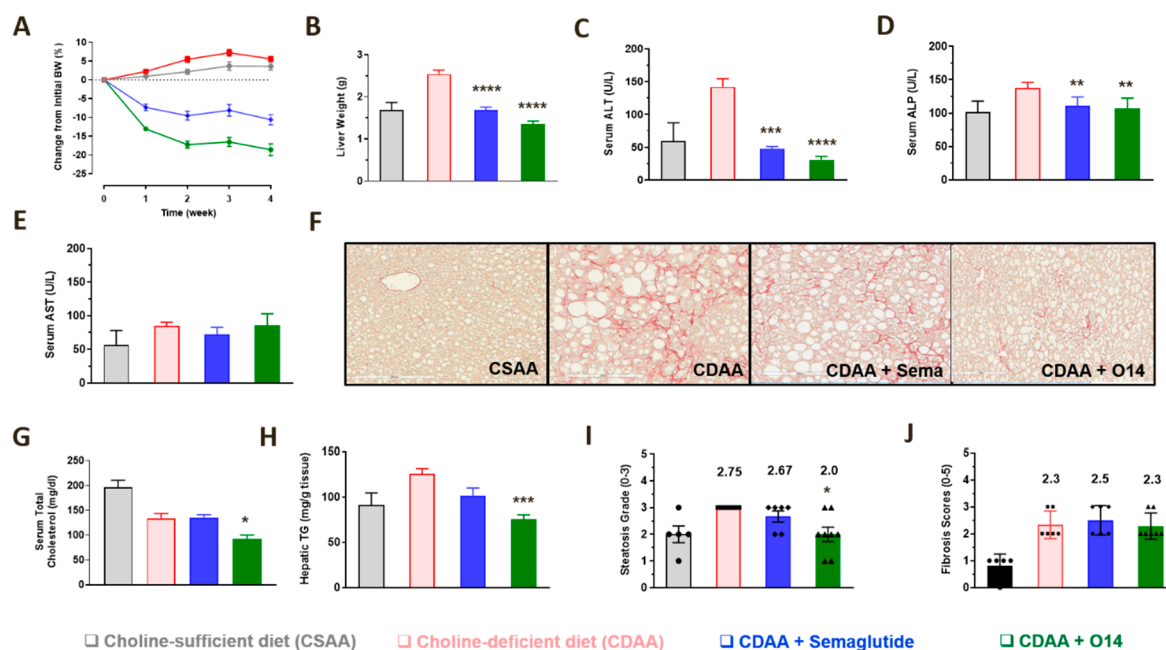 A
Change from Initial BW (%)
10
5
0
-5
-10
-15
-20
-25
0 1 2 3 4
Time (week)
B
Liver Weight (g)
3
2
1
0
****
****
C
Serum ALT (U/L)
200
150
100
50
0
***
****
D
Serum ALP (U/L)
200
150
100
50
0
**
**
E
Serum AST (U/L)
200
150
100
50
0
F
CSAA
CDAA
CDAA + Sema
CDAA + O14
G
Serum Total
Cholesterol (mg/dl)
250
200
150
100
50
0
*
H
Hepatic TG (mg/g tissue)
150
100
50
0
***
I
Steatosis Grade (0-3)
5
4
3
2
1
0
2.75
2.67
2.0
*
J
Fibrosis Scores (0-5)
5
4
3
2
1
0
2.3
2.5
2.3
❑ Choline-sufficient diet (CSAA) ❑ Choline-deficient diet (CDAA) ❑ CDAA + Semaglutide ❑ CDAA + O14